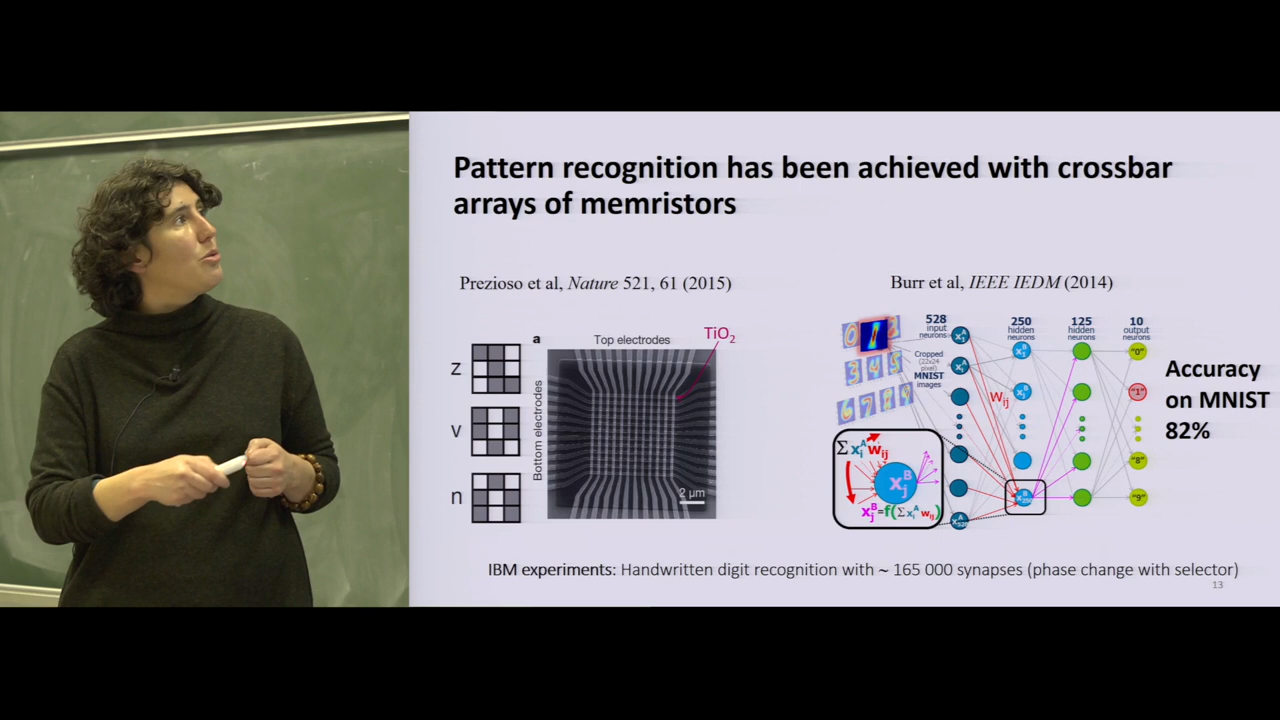 Pattern recognition has been achieved with crossbar
arrays of memristors
Prezioso et al, Nature 521, 61 (2015)
Burr et al, IEEE IEDM (2014)
a
Top electrodes
TiO₂
Bottom electrodes
z
v
n
2 µm
528
input
neurons
250
hidden
neurons
125
hidden
neurons
10
output
neurons
Cropped
(22x24
pixel)
MNIST
images
wᵢⱼ
"0"
"1"
"8"
"9"
Σ xᵢᴬ wᵢⱼ
xⱼᴮ
xⱼᴮ=f(Σ xᵢᴬ wᵢⱼ)
Accuracy
on MNIST
82%
IBM experiments: Handwritten digit recognition with ~ 165 000 synapses (phase change with selector)
13